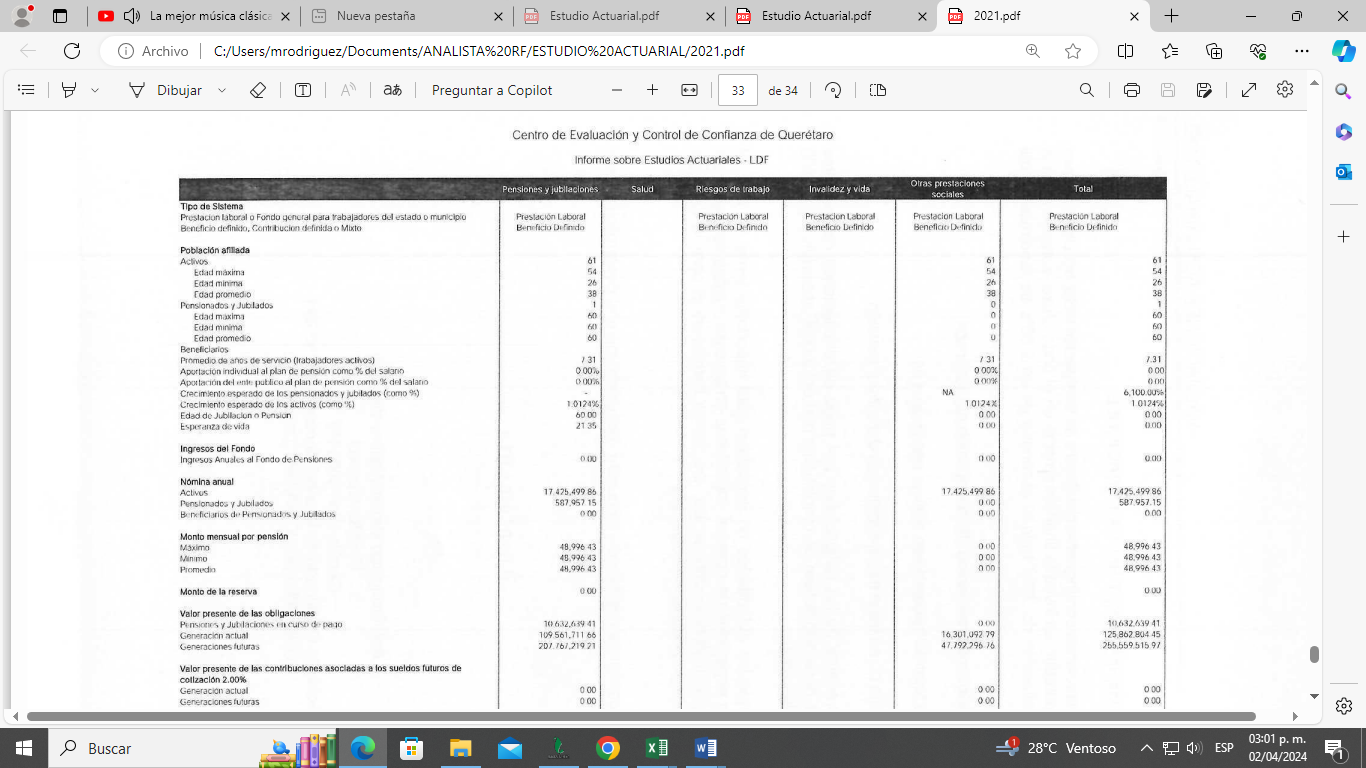 La mejor música clásic
Nueva pestaña
Estudio Actuarial.pdf
Estudio Actuarial.pdf
2021.pdf
Archivo C:/Users/mrodriguez/Documents/ANALISTA%20RF/ESTUDIO%20ACTUARIAL/2021.pdf
Dibujar Preguntar a Copilot 33 de 34
Centro de Evaluación y Control de Confianza de Querétaro
Informe sobre Estudios Actuariales - LDF
Pensiones y jubilaciones Salud Riesgos de trabajo Invalidez y vida Otras prestaciones sociales Total
Tipo de Sistema
Prestación laboral o Fondo general para trabajadores del estado o municipio Prestación Laboral Prestación Laboral Prestación Laboral Prestación Laboral Prestación Laboral
Beneficio definido, Contribución definida o Mixto Beneficio Definido Beneficio Definido Beneficio Definido Beneficio Definido Beneficio Definido
Población afiliada
Activos 61 61 61
Edad máxima 54 54 54
Edad mínima 26 26 26
Edad promedio 38 38 38
Pensionados y Jubilados 1 0 1
Edad máxima 60 0 60
Edad mínima 60 0 60
Edad promedio 60 0 60
Beneficiarios
Promedio de años de servicio (trabajadores activos) 7.31 7.31 7.31
Aportación individual al plan de pensión como % del salario 0.00% 0.00% 0.00
Aportación del ente público al plan de pensión como % del salario 0.00% 0.00% 0.00
Crecimiento esperado de los pensionados y jubilados (como %) - NA 6,100.00%
Crecimiento esperado de los activos (como %) 1.0124% 1.0124% 1.0124%
Edad de Jubilación o Pensión 60.00 0.00 0.00
Esperanza de vida 21.35 0.00 0.00
Ingresos del Fondo
Ingresos Anuales al Fondo de Pensiones 0.00 0.00 0.00
Nómina anual
Activos 17,425,499.86 17,425,499.86 17,425,499.86
Pensionados y Jubilados 587,957.15 0.00 587,957.15
Beneficiarios de Pensionados y Jubilados 0.00 0.00 0.00
Monto mensual por pensión
Máximo 48,996.43 0.00 48,996.43
Mínimo 48,996.43 0.00 48,996.43
Promedio 48,996.43 0.00 48,996.43
Monto de la reserva 0.00 0.00
Valor presente de las obligaciones
Pensiones y Jubilaciones en curso de pago 10,632,639.41 0.00 10,632,639.41
Generación actual 109,561,711.66 16,301,092.79 125,862,804.45
Generaciones futuras 207,767,219.21 47,792,296.76 255,559,515.97
Valor presente de las contribuciones asociadas a los sueldos futuros de
cotización 2.00%
Generación actual 0.00 0.00 0.00
Generaciones futuras 0.00 0.00 0.00
Buscar
28°C Ventoso
ESP
03:01 p. m.
02/04/2024